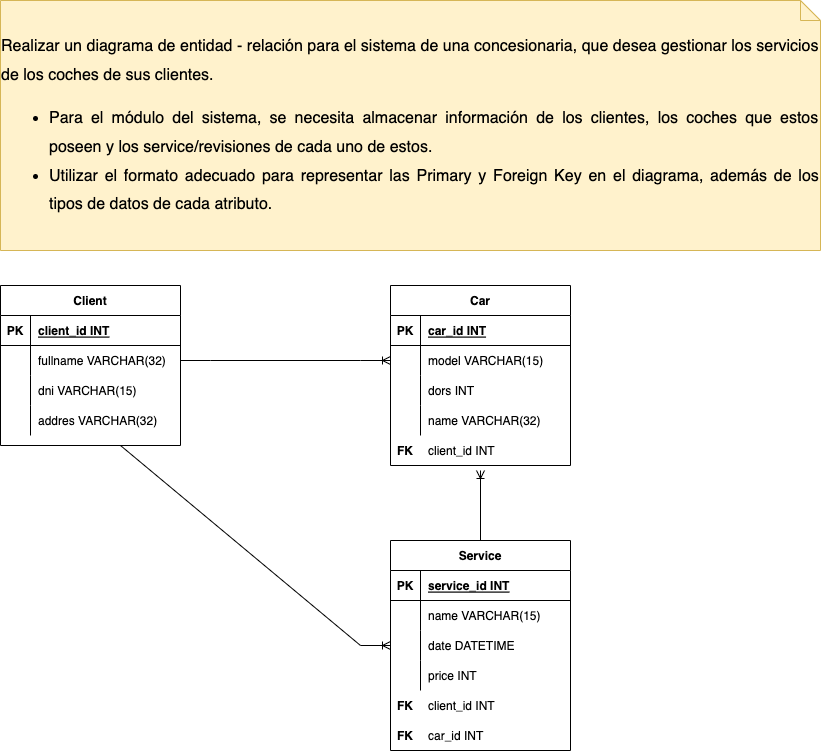 Realizar un diagrama de entidad - relación para el sistema de una concesionaria, que desea gestionar los servicios
de los coches de sus clientes.
• Para el módulo del sistema, se necesita almacenar información de los clientes, los coches que estos
poseen y los service/revisiones de cada uno de estos.
• Utilizar el formato adecuado para representar las Primary y Foreign Key en el diagrama, además de los
tipos de datos de cada atributo.
Client
PK client_id INT
fullname VARCHAR(32)
dni VARCHAR(15)
addres VARCHAR(32)
Car
PK car_id INT
model VARCHAR(15)
dors INT
name VARCHAR(32)
FK client_id INT
Service
PK service_id INT
name VARCHAR(15)
date DATETIME
price INT
FK client_id INT
FK car_id INT